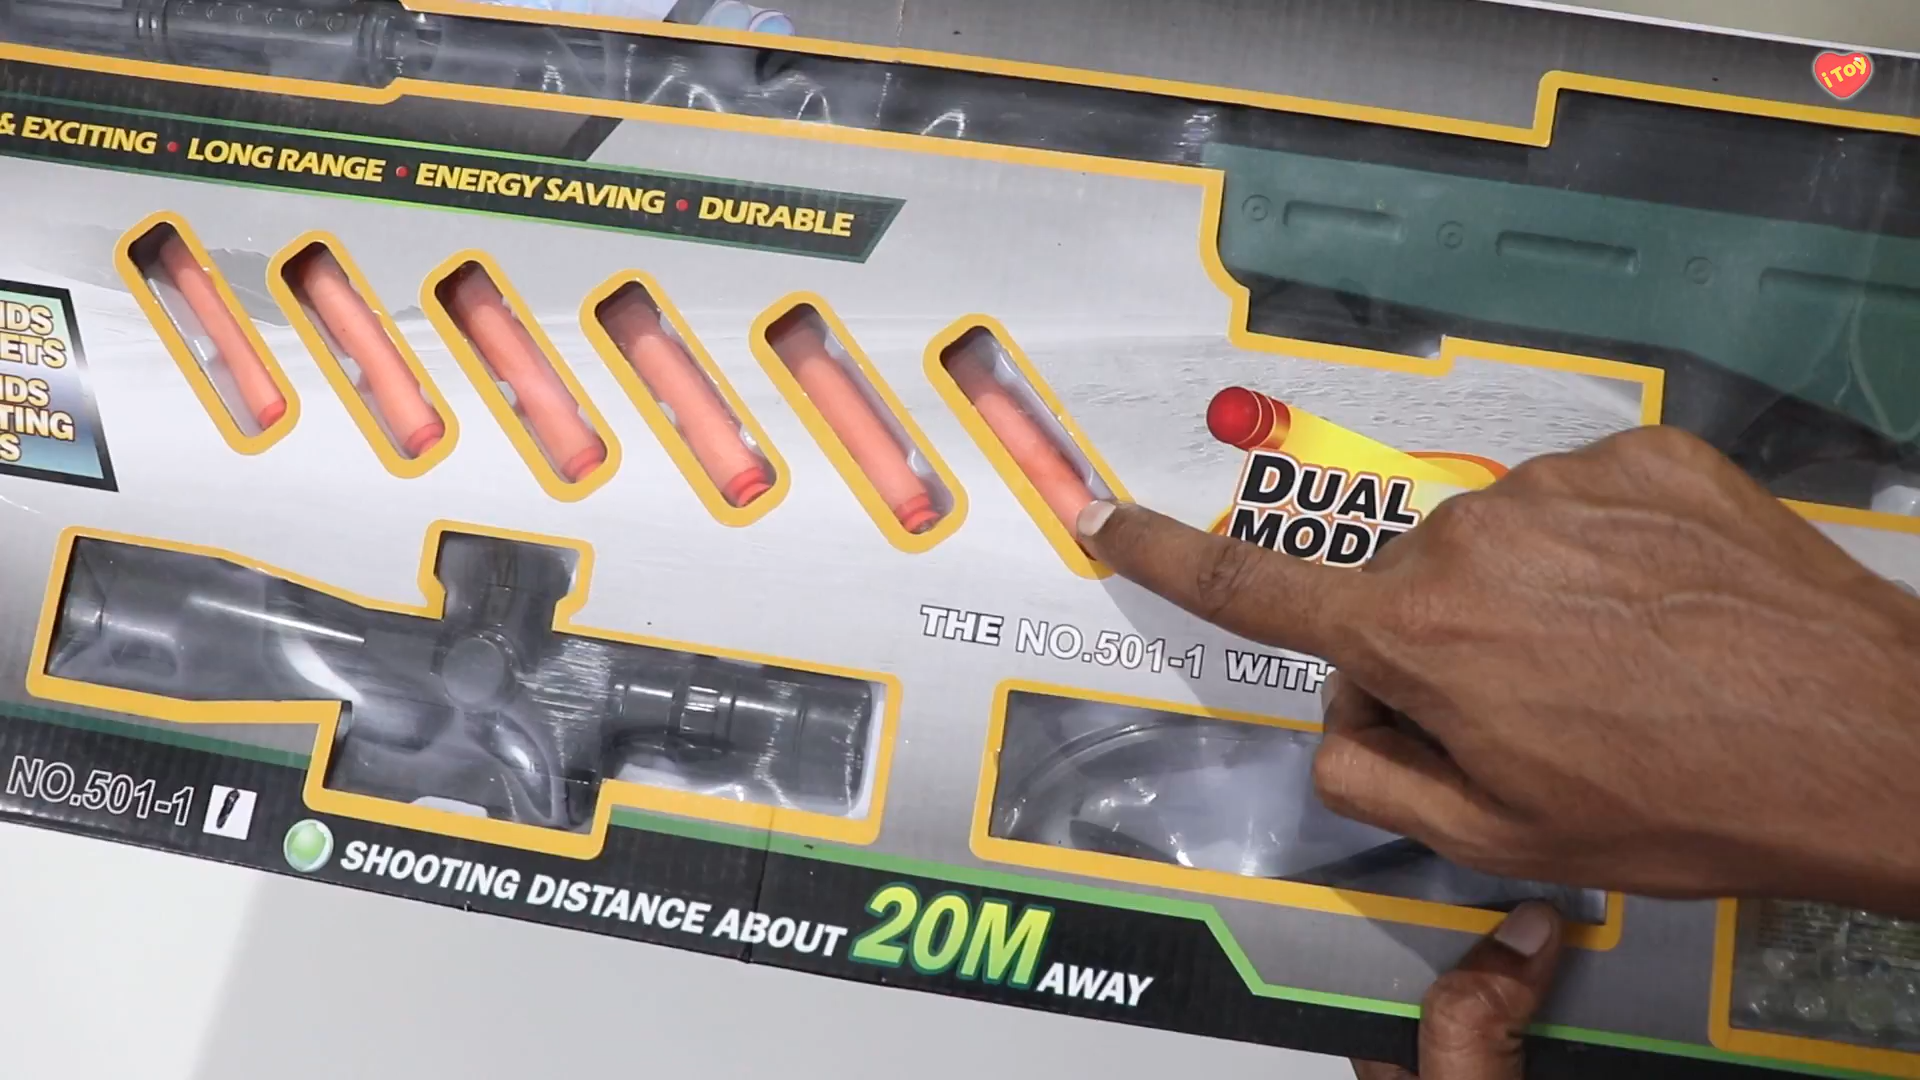 iToy
& EXCITING • LONG RANGE • ENERGY SAVING • DURABLE
DUAL
THE NO.501-1 WITH
NO.501-1
SHOOTING DISTANCE ABOUT 20M AWAY